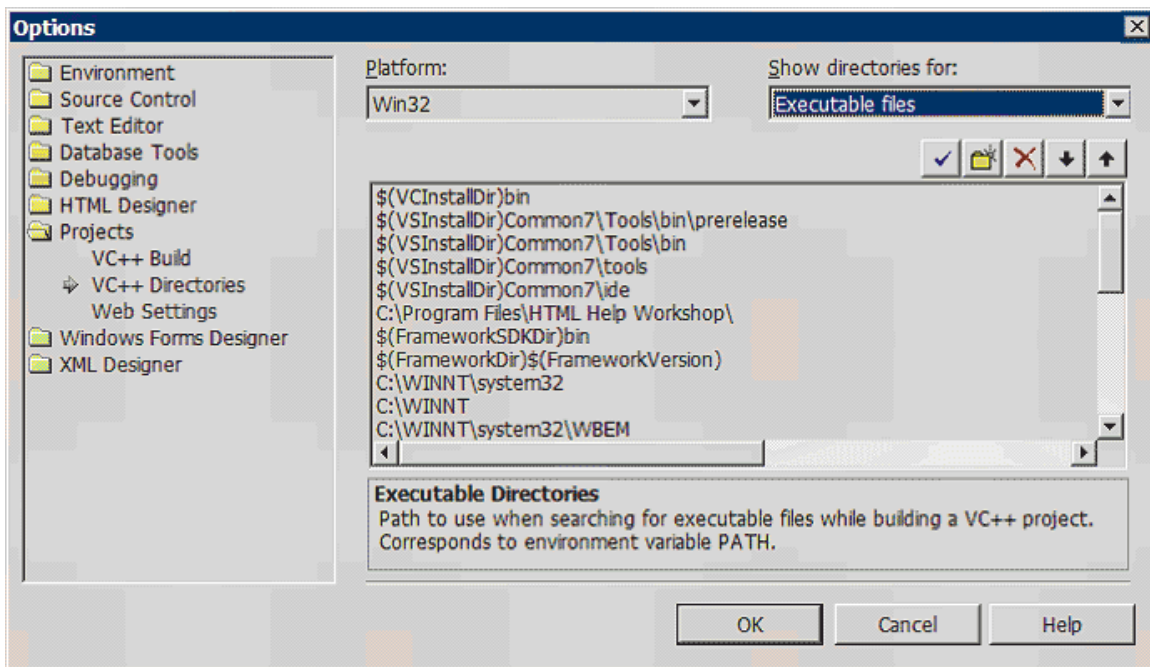 Options
Environment
Source Control
Text Editor
Database Tools
Debugging
HTML Designer
Projects
VC++ Build
VC++ Directories
Web Settings
Windows Forms Designer
XML Designer
Platform:
Win32
Show directories for:
Executable files
$(VCInstallDir)bin
$(VSInstallDir)Common7\Tools\bin\prerelease
$(VSInstallDir)Common7\Tools\bin
$(VSInstallDir)Common7\tools
$(VSInstallDir)Common7\ide
C:\Program Files\HTML Help Workshop\
$(FrameworkSDKDir)bin
$(FrameworkDir)$(FrameworkVersion)
C:\WINNT\system32
C:\WINNT
C:\WINNT\system32\WBEM
Executable Directories
Path to use when searching for executable files while building a VC++ project.
Corresponds to environment variable PATH.
OK
Cancel
Help